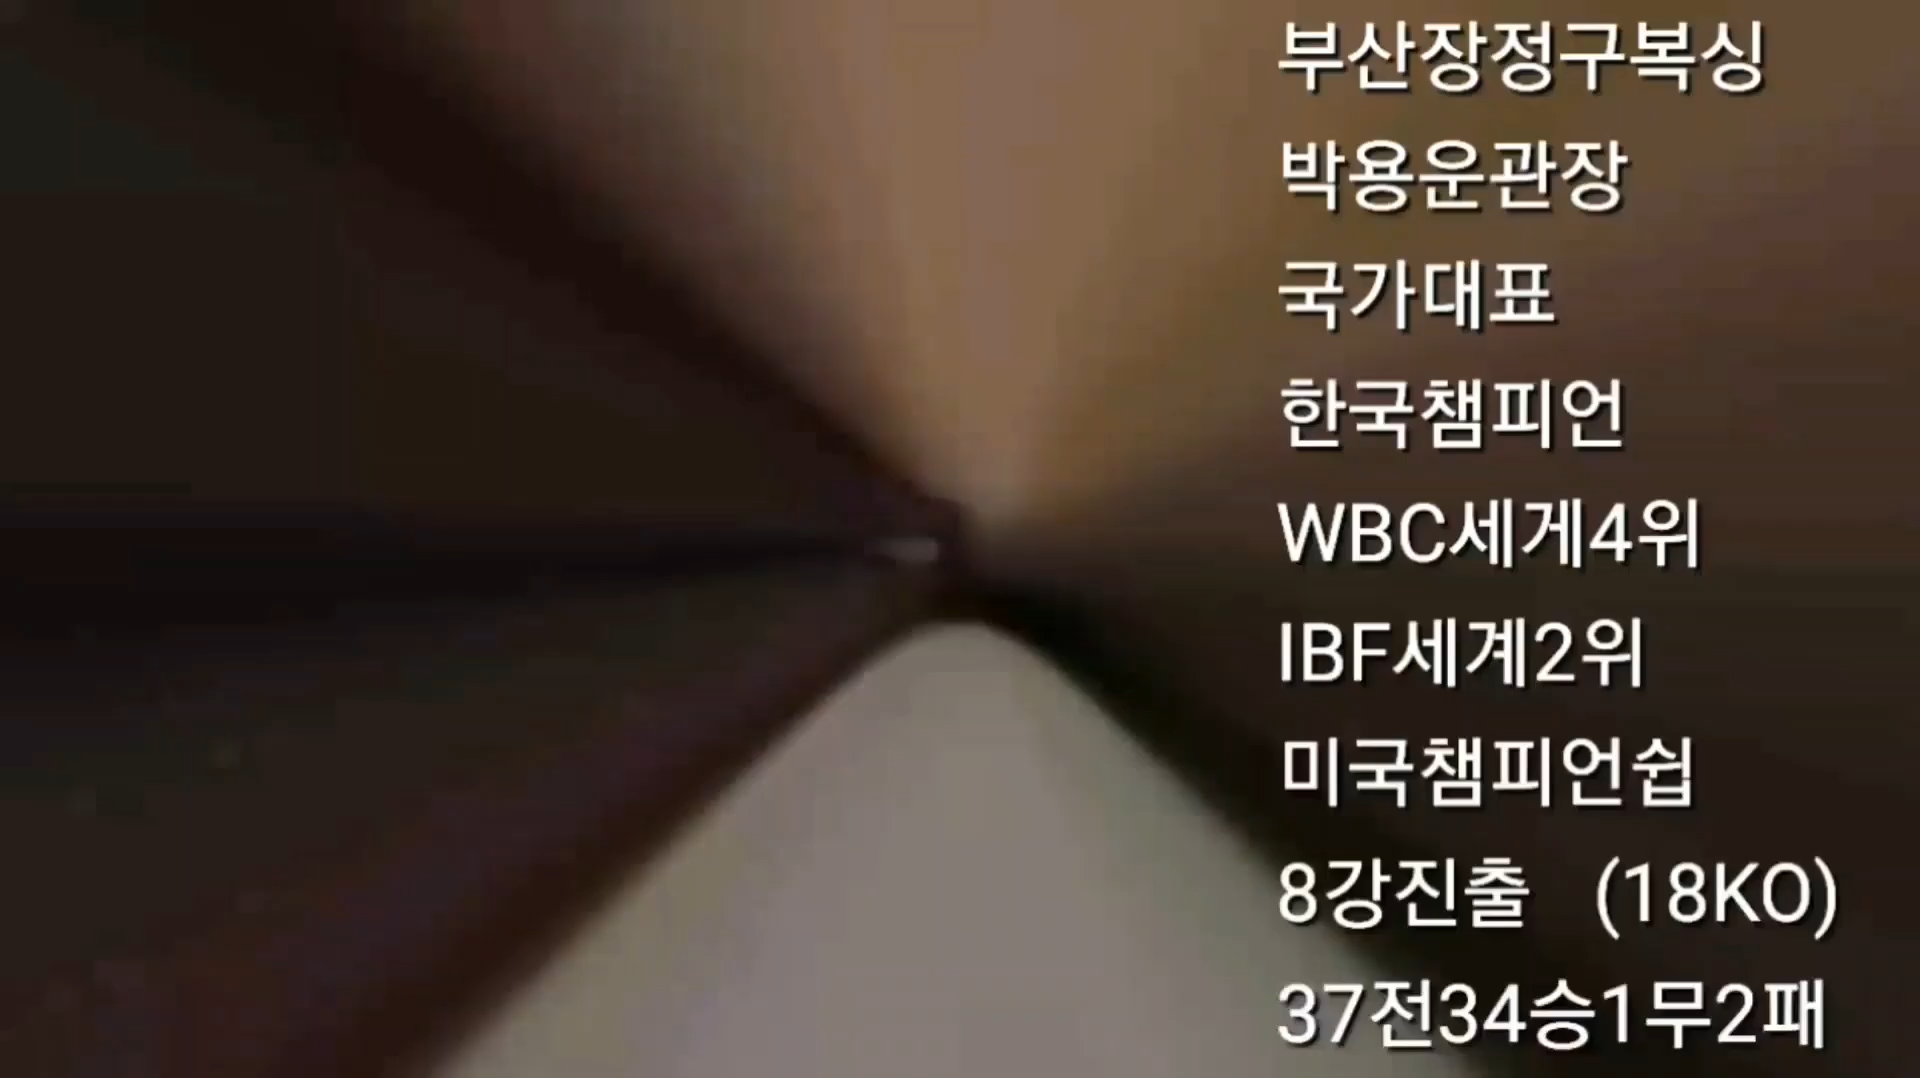 부산장정구복싱
박용운관장
국가대표
한국챔피언
WBC세게4위
IBF세계2위
미국챔피언쉽
8강진출 (18KO)
37전34승1무2패